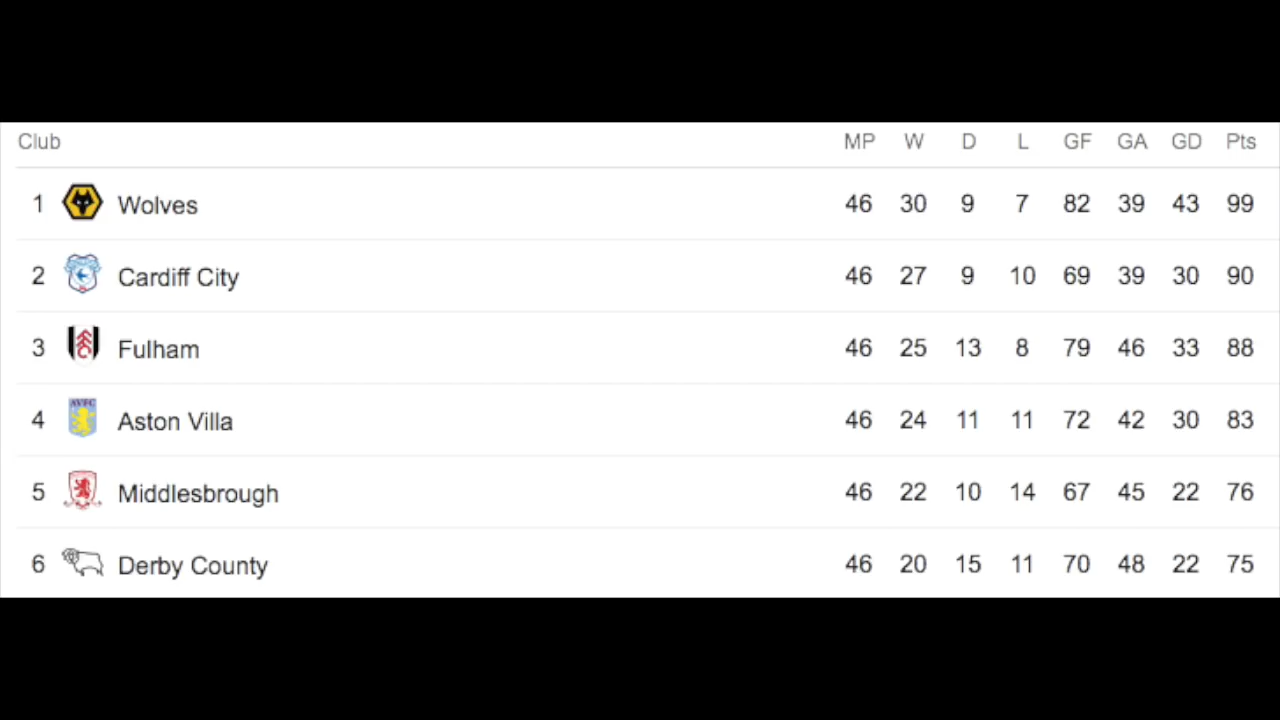 Club MP W D L GF GA GD Pts
1 Wolves 46 30 9 7 82 39 43 99
2 Cardiff City 46 27 9 10 69 39 30 90
3 Fulham 46 25 13 8 79 46 33 88
AVFC
4 Aston Villa 46 24 11 11 72 42 30 83
5 Middlesbrough 46 22 10 14 67 45 22 76
6 Derby County 46 20 15 11 70 48 22 75